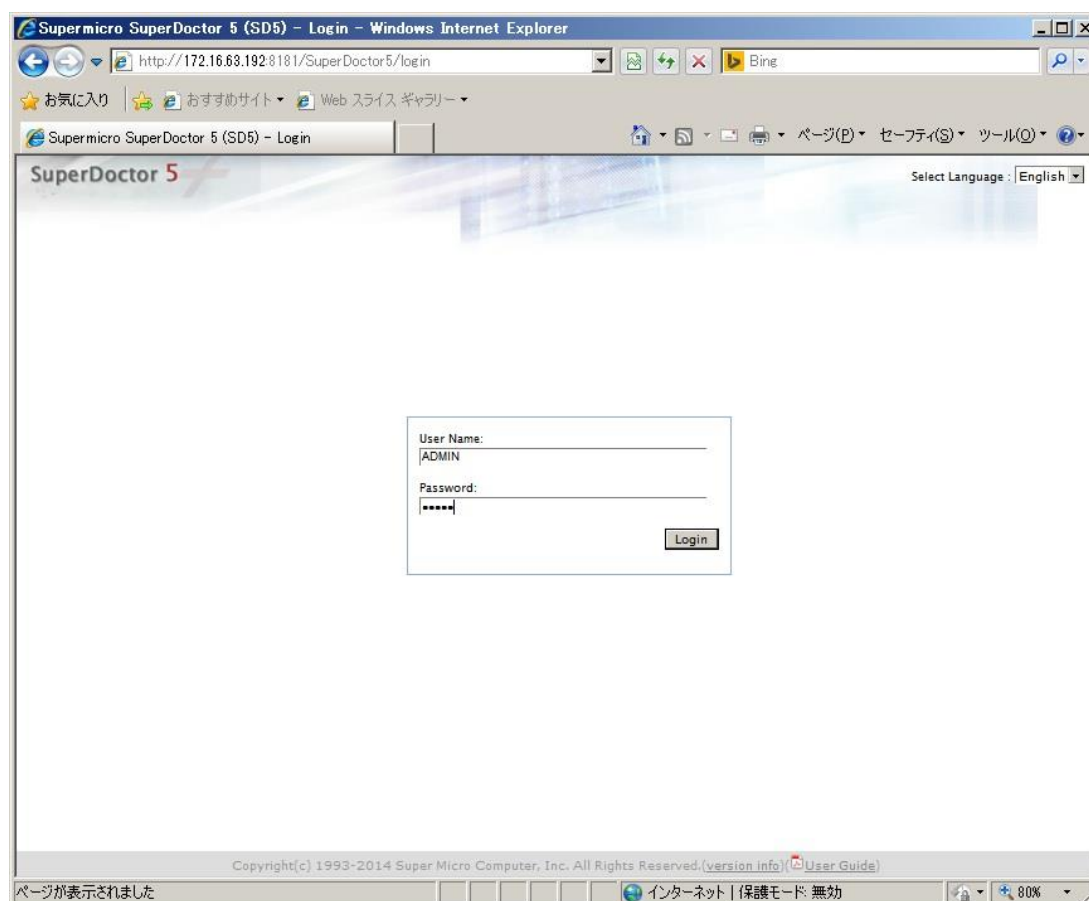 Supermicro SuperDoctor 5 (SD5) - Login - Windows Internet Explorer
http://172.16.63.192:8181/SuperDoctor5/login
Bing
お気に入り おすすめサイト Web スライス ギャラリー
Supermicro SuperDoctor 5 (SD5) - Login ページ(P) セーフティ(S) ツール(O)
SuperDoctor 5
Select Language : English
User Name:
ADMIN
Password:
•••••
Login
Copyright(c) 1993-2014 Super Micro Computer, Inc. All Rights Reserved.(version info)(User Guide)
ページが表示されました インターネット | 保護モード: 無効 80%